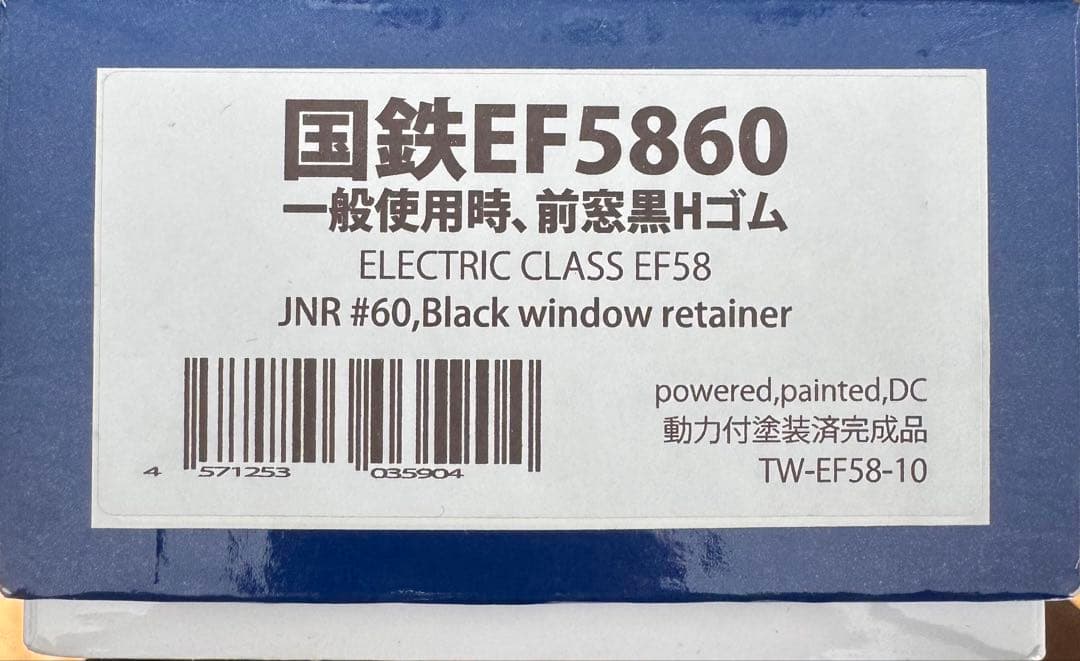 国鉄EF5860
一般使用時、前窓黒Hゴム
ELECTRIC CLASS EF58
JNR #60,Black window retainer
powered,painted,DC
動力付塗装済完成品
TW-EF58-10
4 571253 035904